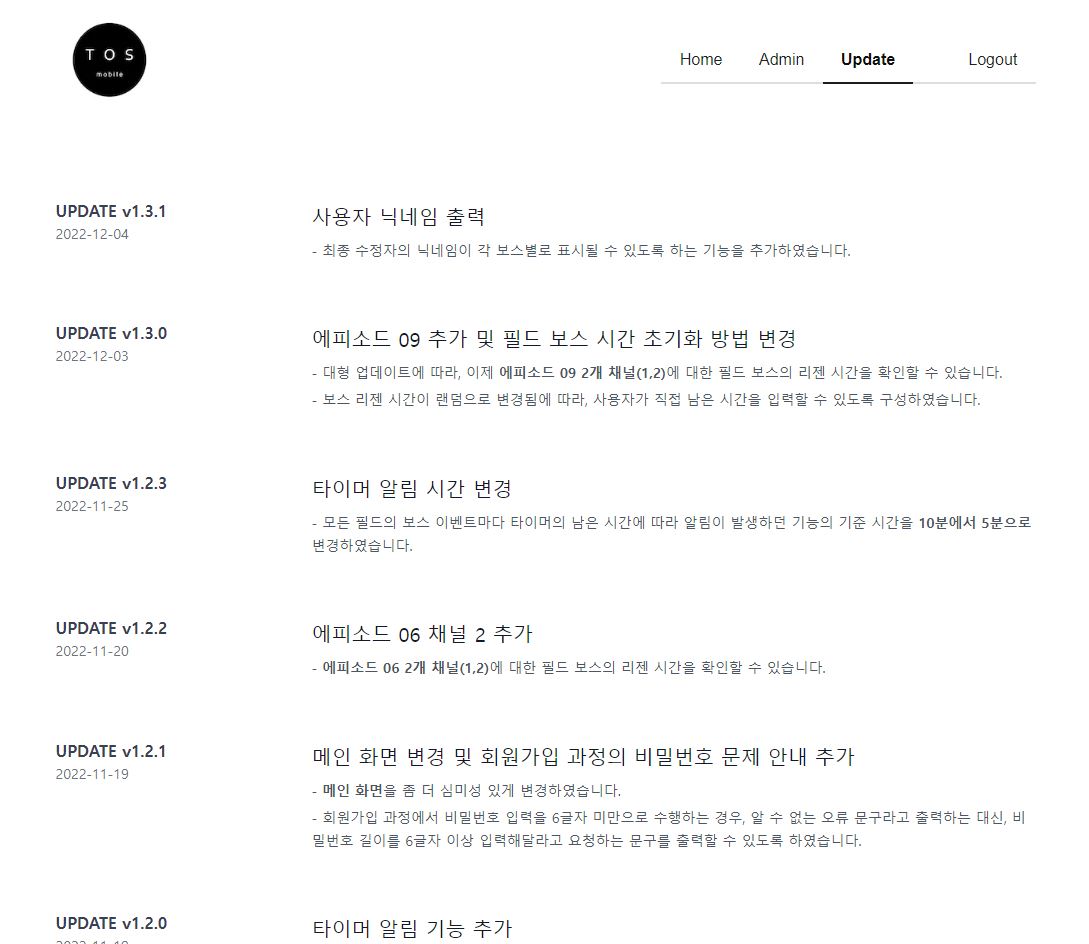 T O S
mobile
Home
Admin
Update
Logout
UPDATE v1.3.1
2022-12-04
사용자 닉네임 출력
- 최종 수정자의 닉네임이 각 보스별로 표시될 수 있도록 하는 기능을 추가하였습니다.
UPDATE v1.3.0
2022-12-03
에피소드 09 추가 및 필드 보스 시간 초기화 방법 변경
- 대형 업데이트에 따라, 이제 에피소드 09 2개 채널(1,2)에 대한 필드 보스의 리젠 시간을 확인할 수 있습니다.
- 보스 리젠 시간이 랜덤으로 변경됨에 따라, 사용자가 직접 남은 시간을 입력할 수 있도록 구성하였습니다.
UPDATE v1.2.3
2022-11-25
타이머 알림 시간 변경
- 모든 필드의 보스 이벤트마다 타이머의 남은 시간에 따라 알림이 발생하던 기능의 기준 시간을 10분에서 5분으로
변경하였습니다.
UPDATE v1.2.2
2022-11-20
에피소드 06 채널 2 추가
- 에피소드 06 2개 채널(1,2)에 대한 필드 보스의 리젠 시간을 확인할 수 있습니다.
UPDATE v1.2.1
2022-11-19
메인 화면 변경 및 회원가입 과정의 비밀번호 문제 안내 추가
- 메인 화면을 좀 더 심미성 있게 변경하였습니다.
- 회원가입 과정에서 비밀번호 입력을 6글자 미만으로 수행하는 경우, 알 수 없는 오류 문구라고 출력하는 대신, 비
밀번호 길이를 6글자 이상 입력해달라고 요청하는 문구를 출력할 수 있도록 하였습니다.
UPDATE v1.2.0
타이머 알림 기능 추가